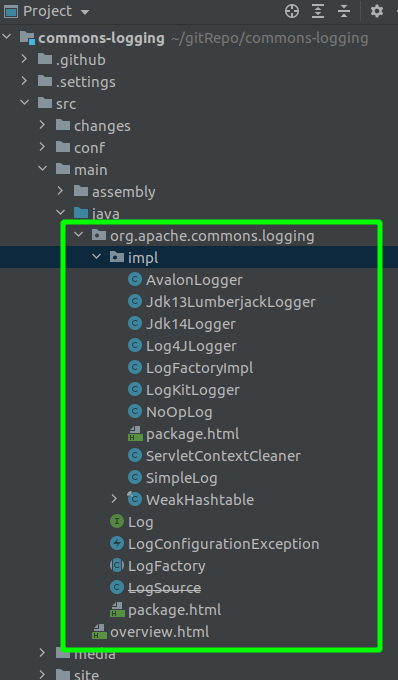 Project
commons-logging ~/gitRepo/commons-logging
.github
.settings
src
changes
conf
main
assembly
java
org.apache.commons.logging
impl
AvalonLogger
Jdk13LumberjackLogger
Jdk14Logger
Log4JLogger
LogFactoryImpl
LogKitLogger
NoOpLog
package.html
ServletContextCleaner
SimpleLog
WeakHashtable
Log
LogConfigurationException
LogFactory
LogSource
package.html
overview.html
media
site